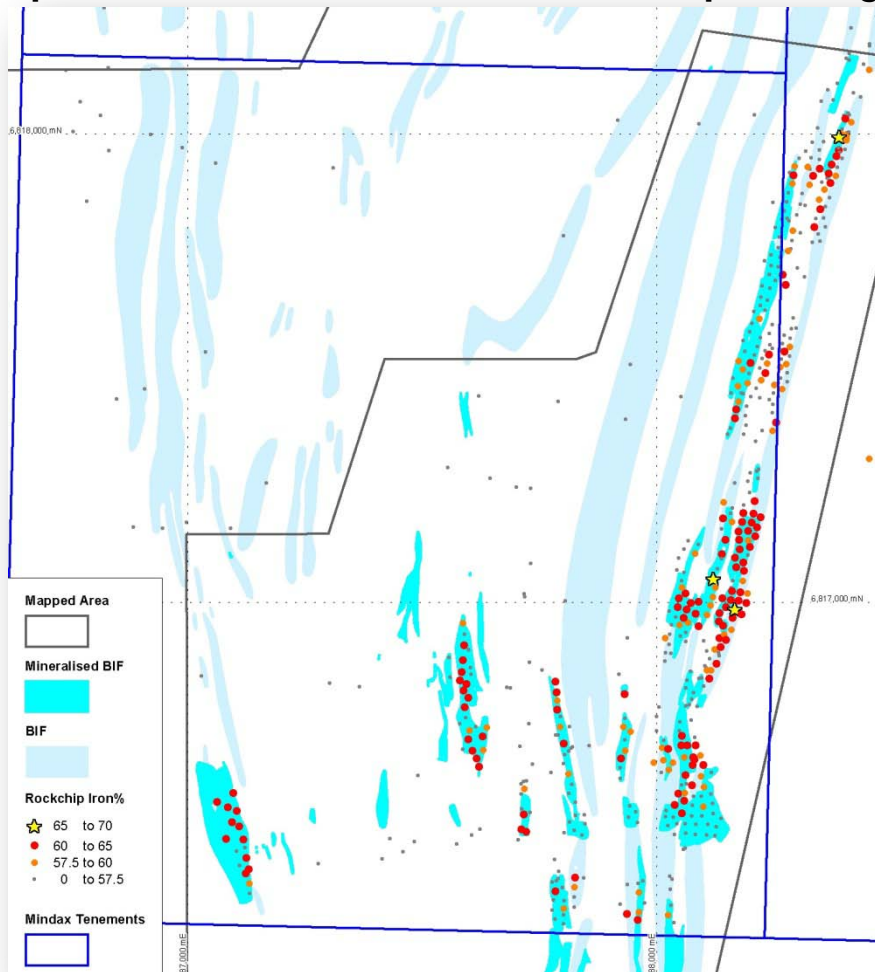 6,818,000 mN
6,817,000 mN
Mapped Area
Mineralised BIF
BIF
Rockchip Iron%
65 to 70
60 to 65
57.5 to 60
0 to 57.5
Mindax Tenements